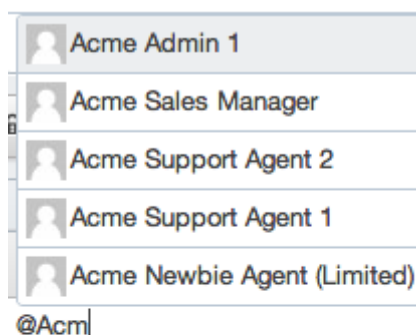 Acme Admin 1
Acme Sales Manager
Acme Support Agent 2
Acme Support Agent 1
Acme Newbie Agent (Limited)
@Acm